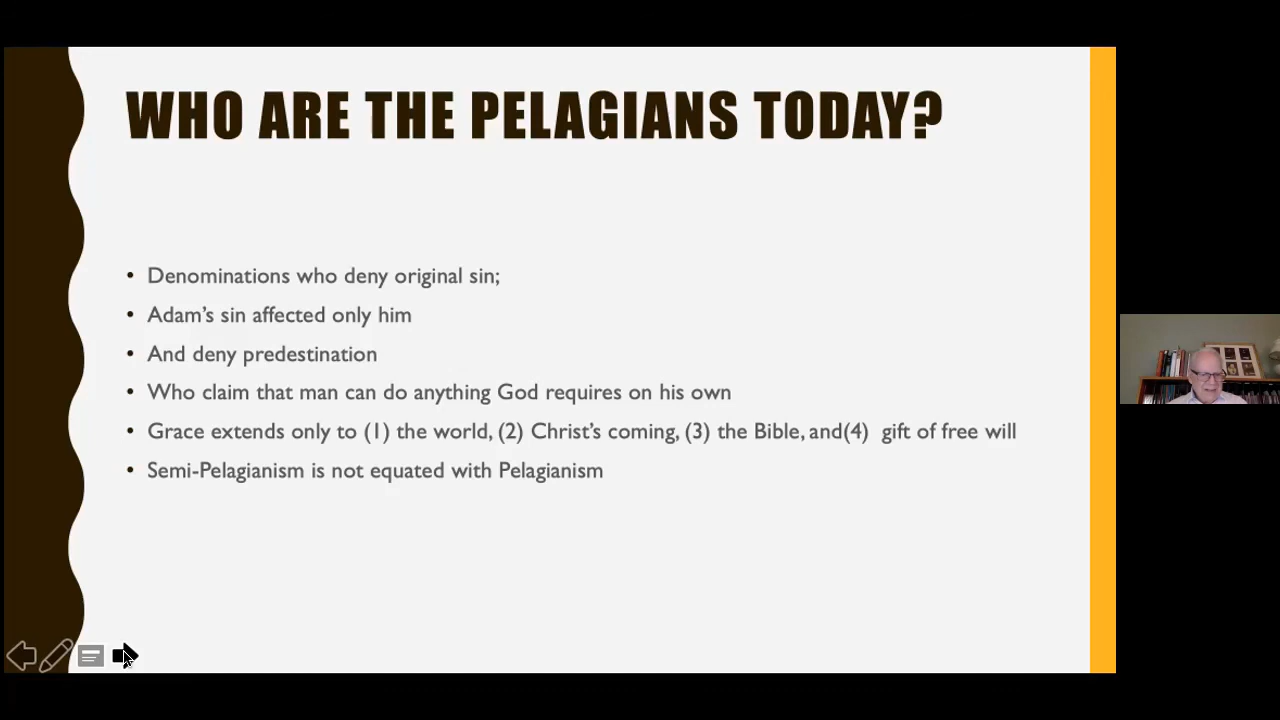 WHO ARE THE PELAGIANS TODAY?
• Denominations who deny original sin;
• Adam’s sin affected only him
• And deny predestination
• Who claim that man can do anything God requires on his own
• Grace extends only to (1) the world, (2) Christ’s coming, (3) the Bible, and(4) gift of free will
• Semi-Pelagianism is not equated with Pelagianism